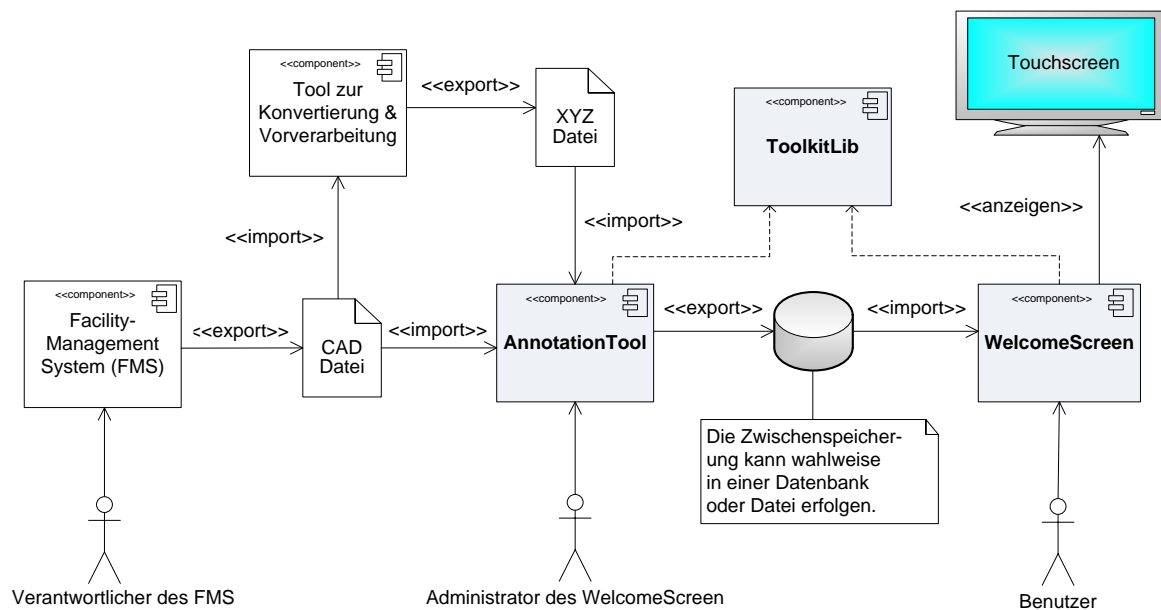 <<component>>
Tool zur
Konvertierung &
Vorverarbeitung
<<export>>
XYZ
Datei
<<component>>
ToolkitLib
Touchscreen
<<import>>
<<import>>
<<anzeigen>>
<<component>>
Facility-
Management
System (FMS)
<<export>>
CAD
Datei
<<import>>
<<component>>
AnnotationTool
<<export>>
<<import>>
<<component>>
WelcomeScreen
Die Zwischenspeicher-
ung kann wahlweise
in einer Datenbank
oder Datei erfolgen.
Verantwortlicher des FMS
Administrator des WelcomeScreen
Benutzer